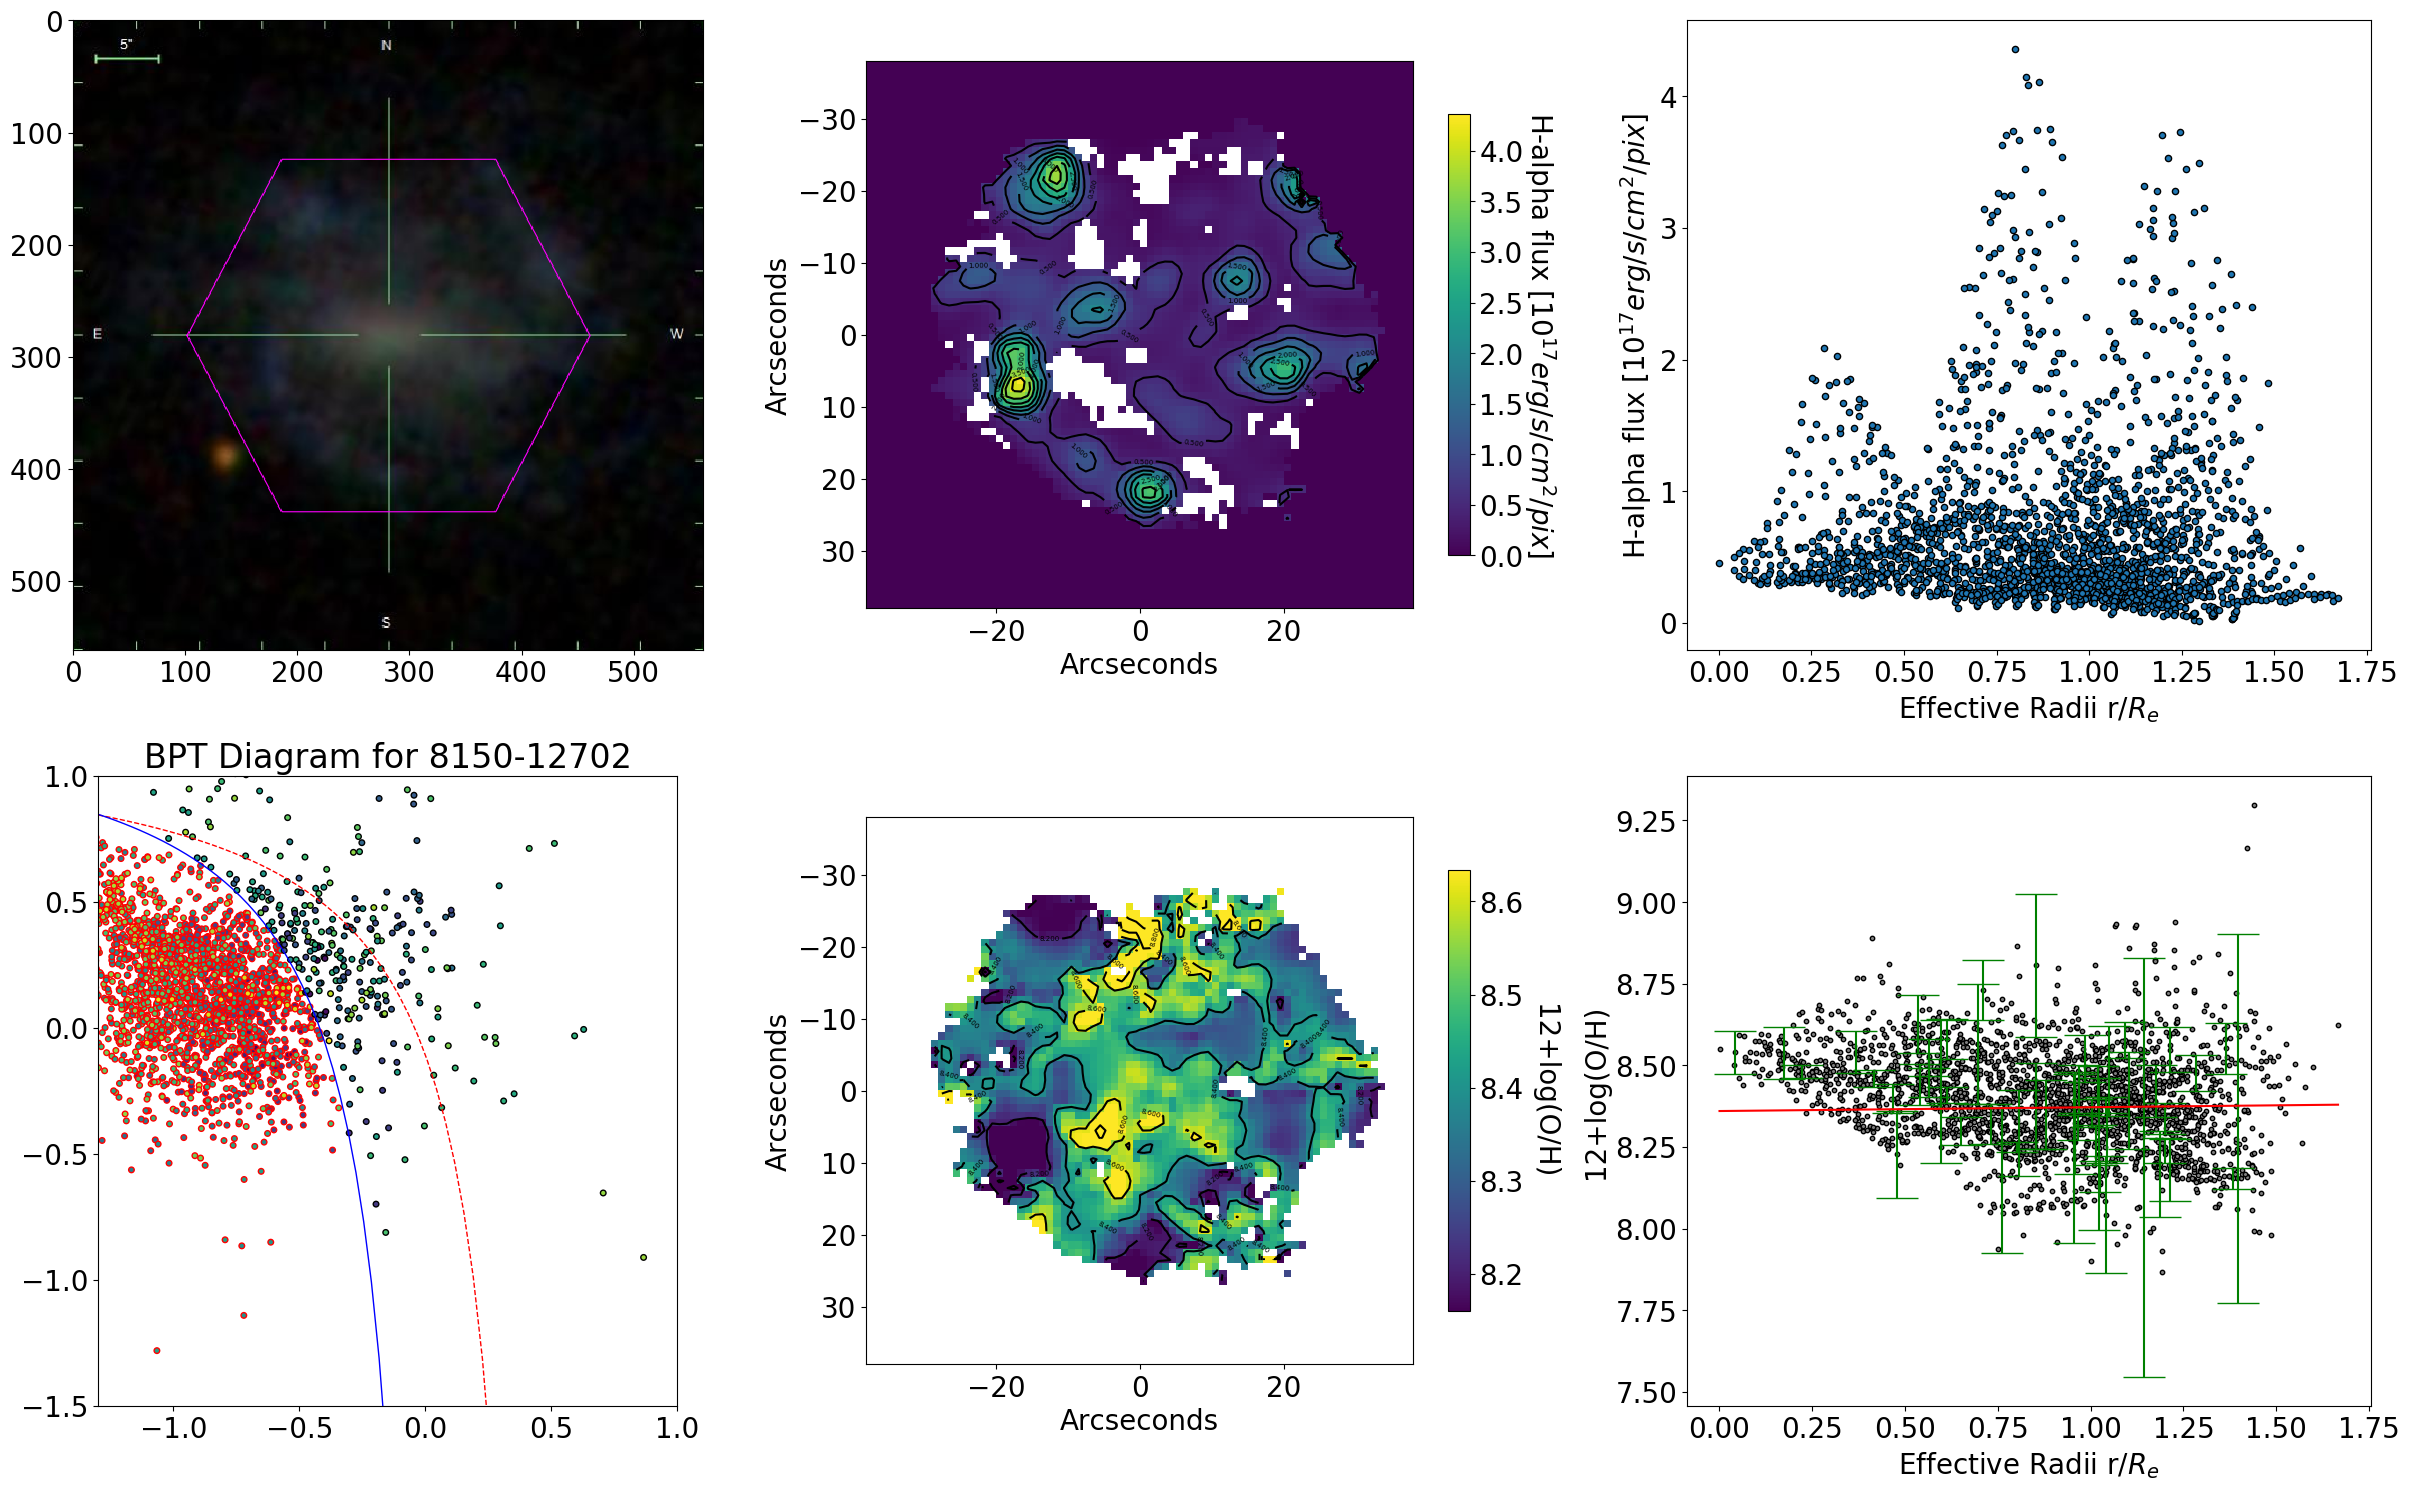 0
100
200
300
400
500
5"
N
E
W
S
0 100 200 300 400 500
Arcseconds
−30
−20
−10
0
10
20
30
−20 0 20
Arcseconds
4.0
3.5
3.0
2.5
2.0
1.5
1.0
0.5
0.0
H-alpha flux [10^17 erg/s/cm^2/pix]
H-alpha flux [10^17 erg/s/cm^2/pix]
4
3
2
1
0
0.00 0.25 0.50 0.75 1.00 1.25 1.50 1.75
Effective Radii r/R_e
BPT Diagram for 8150-12702
1.0
0.5
0.0
−0.5
−1.0
−1.5
−1.0 −0.5 0.0 0.5 1.0
Arcseconds
−30
−20
−10
0
10
20
30
−20 0 20
Arcseconds
8.6
8.5
8.4
8.3
8.2
12+log(O/H)
12+log(O/H)
9.25
9.00
8.75
8.50
8.25
8.00
7.75
7.50
0.00 0.25 0.50 0.75 1.00 1.25 1.50 1.75
Effective Radii r/R_e